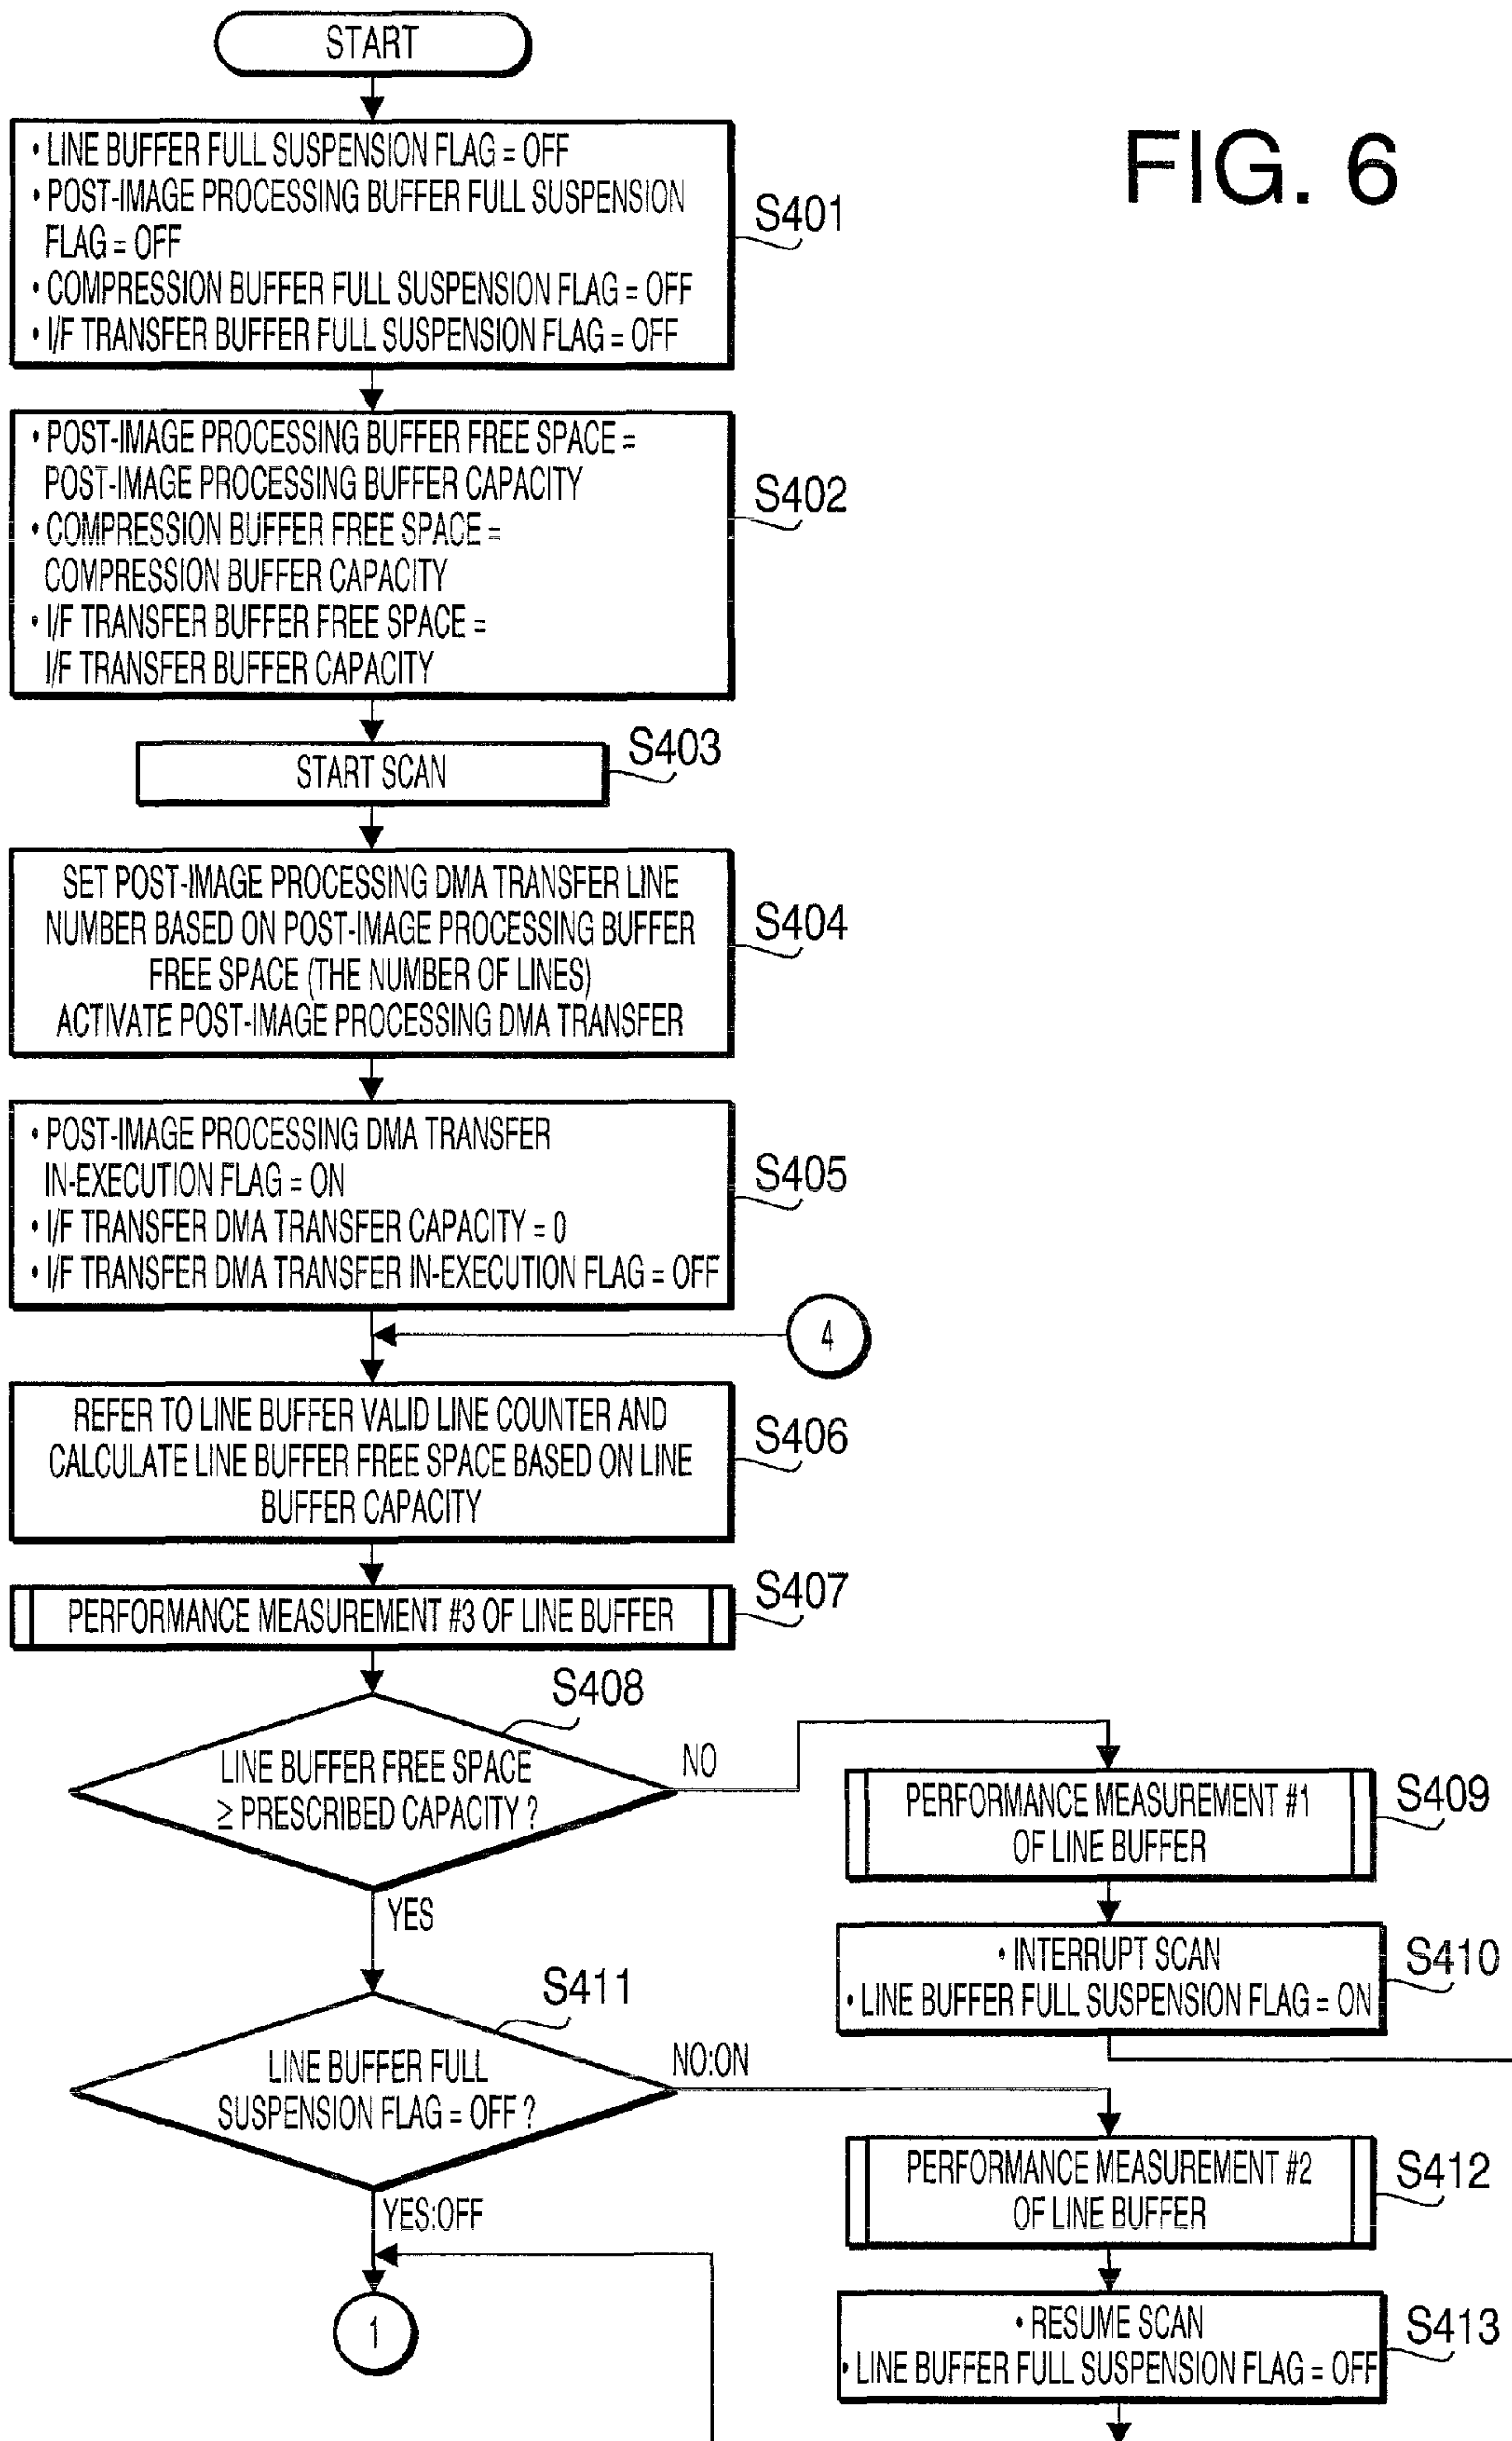 START
FIG. 6
• LINE BUFFER FULL SUSPENSION FLAG = OFF
• POST-IMAGE PROCESSING BUFFER FULL SUSPENSION
FLAG = OFF
• COMPRESSION BUFFER FULL SUSPENSION FLAG = OFF
• I/F TRANSFER BUFFER FULL SUSPENSION FLAG = OFF
S401
• POST-IMAGE PROCESSING BUFFER FREE SPACE =
POST-IMAGE PROCESSING BUFFER CAPACITY
• COMPRESSION BUFFER FREE SPACE =
COMPRESSION BUFFER CAPACITY
• I/F TRANSFER BUFFER FREE SPACE =
I/F TRANSFER BUFFER CAPACITY
S402
START SCAN
S403
SET POST-IMAGE PROCESSING DMA TRANSFER LINE
NUMBER BASED ON POST-IMAGE PROCESSING BUFFER
FREE SPACE (THE NUMBER OF LINES)
ACTIVATE POST-IMAGE PROCESSING DMA TRANSFER
S404
• POST-IMAGE PROCESSING DMA TRANSFER
IN-EXECUTION FLAG = ON
• I/F TRANSFER DMA TRANSFER CAPACITY = 0
• I/F TRANSFER DMA TRANSFER IN-EXECUTION FLAG = OFF
S405
4
REFER TO LINE BUFFER VALID LINE COUNTER AND
CALCULATE LINE BUFFER FREE SPACE BASED ON LINE
BUFFER CAPACITY
S406
PERFORMANCE MEASUREMENT #3 OF LINE BUFFER
S407
S408
LINE BUFFER FREE SPACE
≥ PRESCRIBED CAPACITY ?
NO
YES
PERFORMANCE MEASUREMENT #1
OF LINE BUFFER
S409
• INTERRUPT SCAN
• LINE BUFFER FULL SUSPENSION FLAG = ON
S410
S411
LINE BUFFER FULL
SUSPENSION FLAG = OFF ?
NO:ON
YES:OFF
PERFORMANCE MEASUREMENT #2
OF LINE BUFFER
S412
1
• RESUME SCAN
• LINE BUFFER FULL SUSPENSION FLAG = OFF
S413